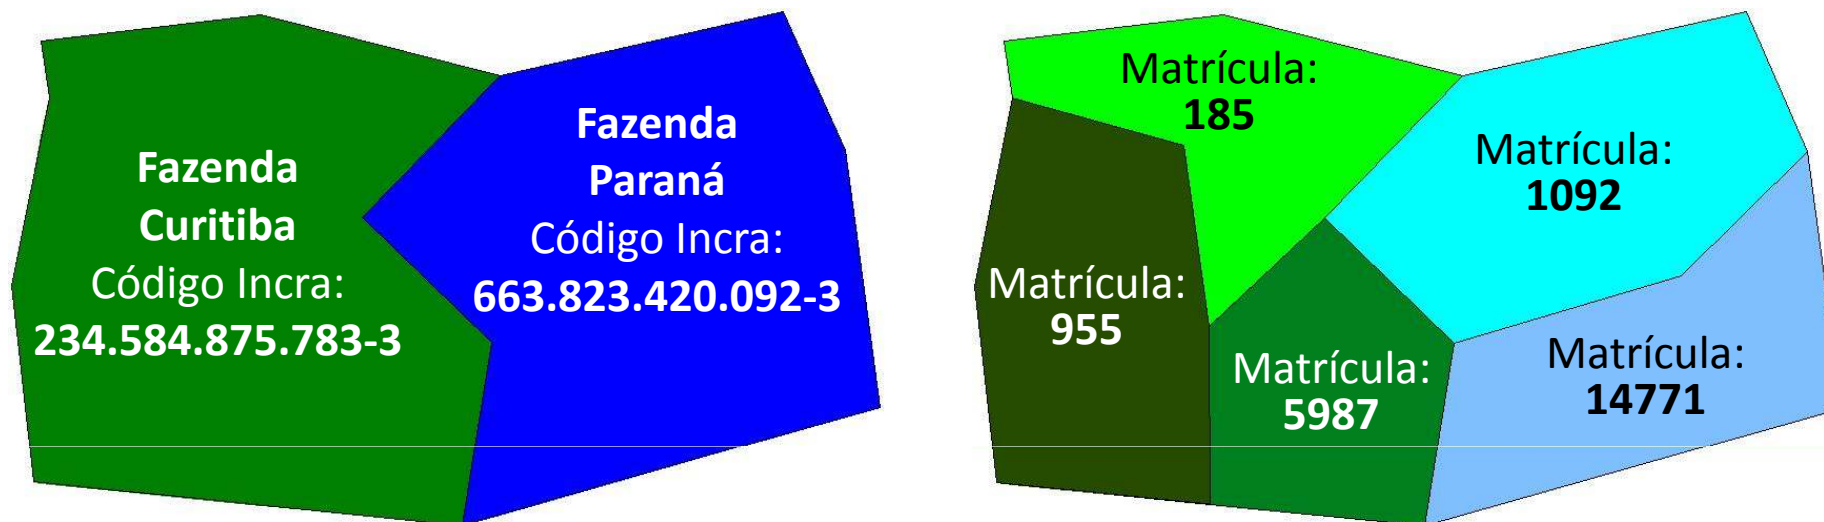 Fazenda
Curitiba
Código Incra:
234.584.875.783-3
Fazenda
Paraná
Código Incra:
663.823.420.092-3
Matrícula:
185
Matrícula:
1092
Matrícula:
955
Matrícula:
5987
Matrícula:
14771